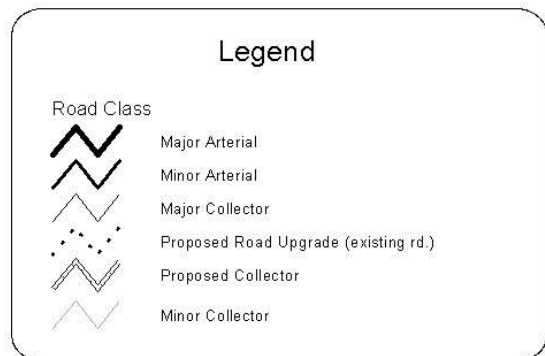 Legend
Road Class
Major Arterial
Minor Arterial
Major Collector
Proposed Road Upgrade (existing rd.)
Proposed Collector
Minor Collector